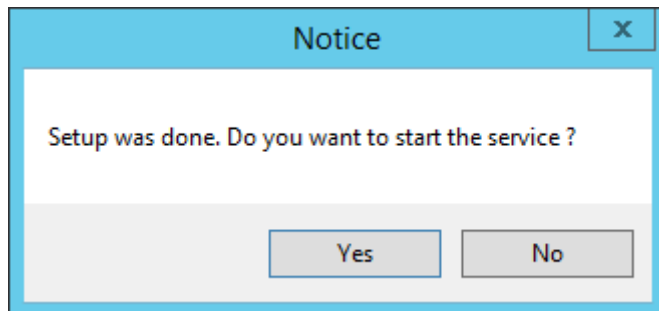 Notice
x
Setup was done. Do you want to start the service ?
Yes
No